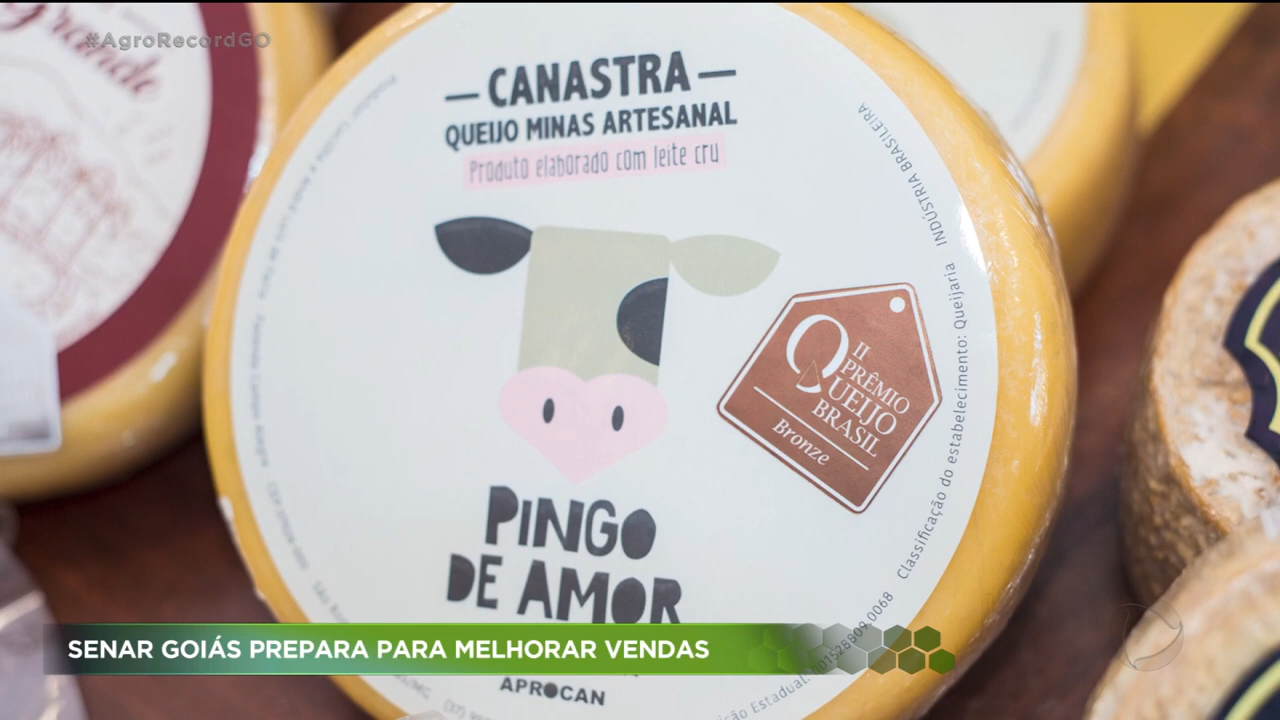 #AgroRecordGO
Grande
CANASTRA
QUEIJO MINAS ARTESANAL
Produto elaborado com leite cru
INDÚSTRIA BRASILEIRA
Classificação do estabelecimento: Queijaria
II
PRÊMIO
QUEIJO
BRASIL
Bronze
PINGO
DE AMOR
SENAR GOIÁS PREPARA PARA MELHORAR VENDAS
APROCAN